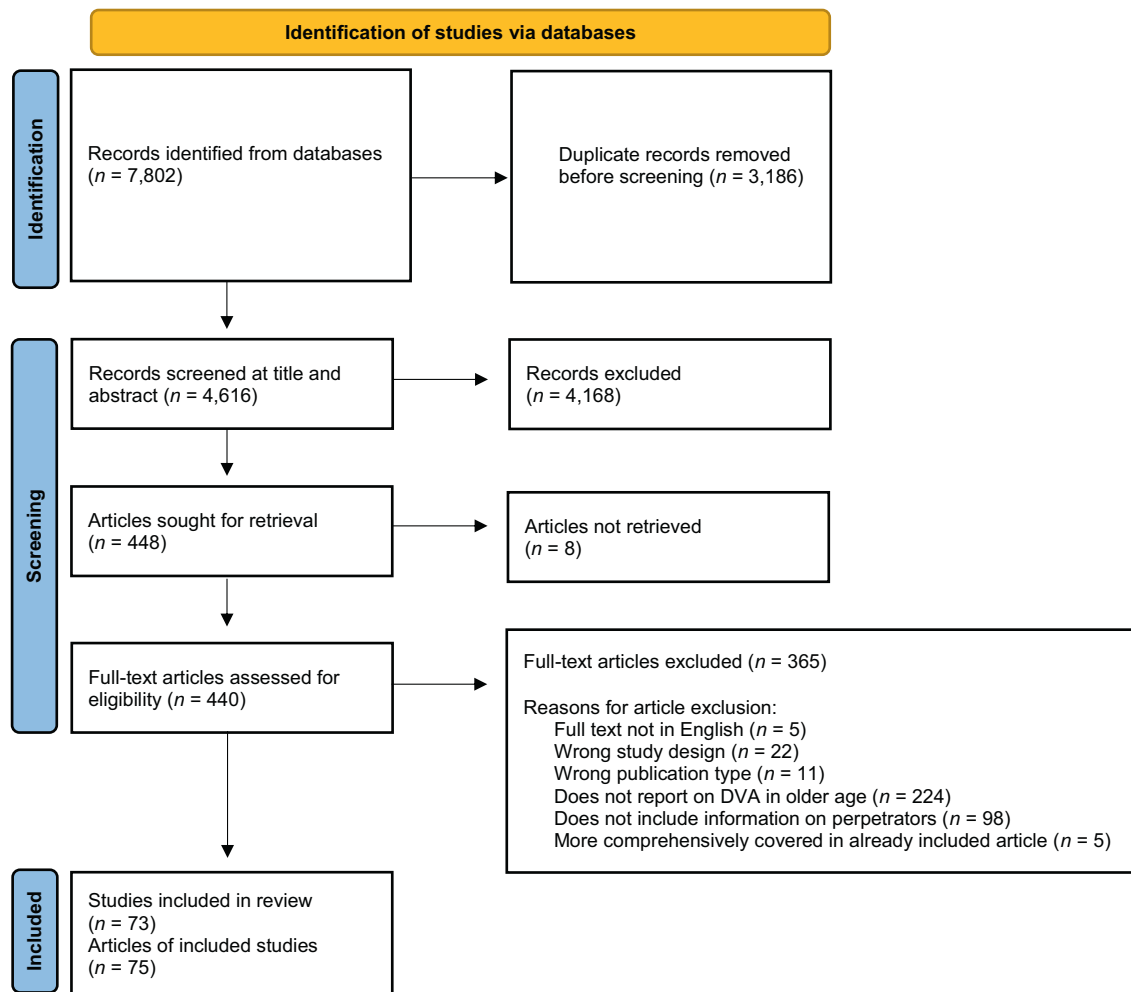 Identification of studies via databases
Identification
Records identified from databases
(n = 7,802)
Duplicate records removed
before screening (n = 3,186)
Screening
Records screened at title and
abstract (n = 4,616)
Records excluded
(n = 4,168)
Articles sought for retrieval
(n = 448)
Articles not retrieved
(n = 8)
Full-text articles assessed for
eligibility (n = 440)
Full-text articles excluded (n = 365)
Reasons for article exclusion:
Full text not in English (n = 5)
Wrong study design (n = 22)
Wrong publication type (n = 11)
Does not report on DVA in older age (n = 224)
Does not include information on perpetrators (n = 98)
More comprehensively covered in already included article (n = 5)
Included
Studies included in review
(n = 73)
Articles of included studies
(n = 75)